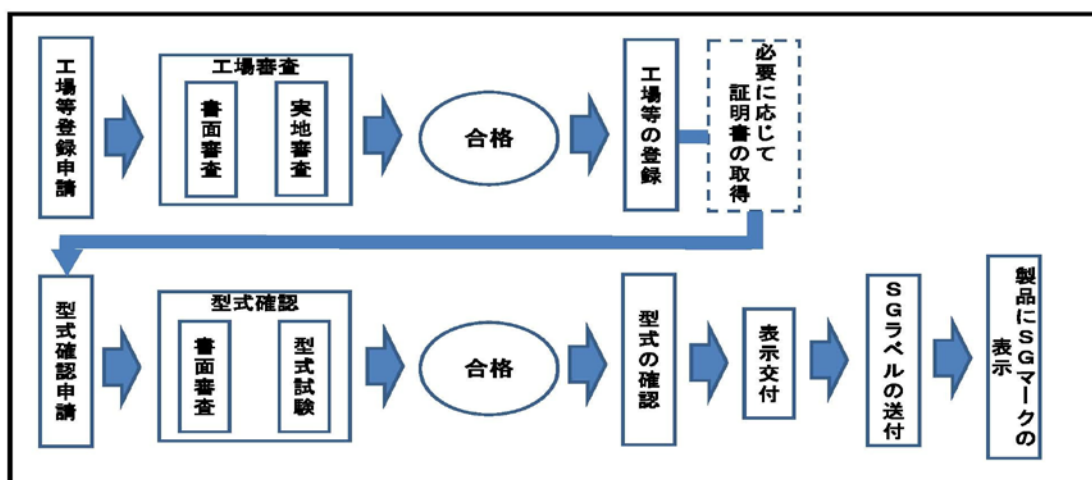 工場等登録申請
工場審査
書面審査
実地審査
合格
工場等の登録
必要に応じて
証明書の取得
型式確認申請
型式確認
書面審査
型式試験
合格
型式の確認
表示交付
SGラベルの送付
製品にSGマークの
表示